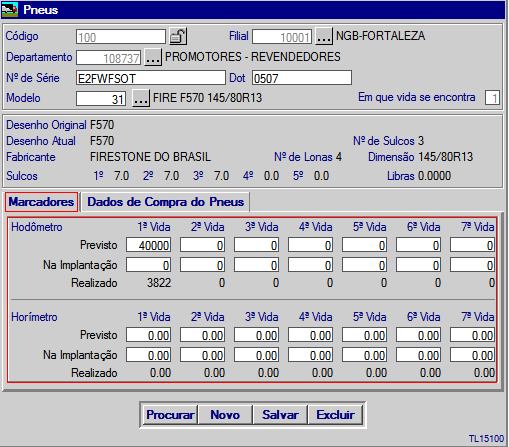 Pneus
Código 100 Filial 10001 ... NGB-FORTALEZA
Departamento 108737 ... PROMOTORES - REVENDEDORES
Nº de Série E2FWFSOT Dot 0507
Modelo 31 ... FIRE F570 145/80R13 Em que vida se encontra 1
Desenho Original F570
Desenho Atual F570 Nº de Sulcos 3
Fabricante FIRESTONE DO BRASIL Nº de Lonas 4 Dimensão 145/80R13
Sulcos 1º 7.0 2º 7.0 3º 7.0 4º 0.0 5º 0.0 Libras 0.0000
Marcadores Dados de Compra do Pneus
Hodômetro 1ª Vida 2ª Vida 3ª Vida 4ª Vida 5ª Vida 6ª Vida 7ª Vida
Previsto 40000 0 0 0 0 0 0
Na Implantação 0 0 0 0 0 0 0
Realizado 3822 0 0 0 0 0 0
Horímetro 1ª Vida 2ª Vida 3ª Vida 4ª Vida 5ª Vida 6ª Vida 7ª Vida
Previsto 0.00 0.00 0.00 0.00 0.00 0.00 0.00
Na Implantação 0.00 0.00 0.00 0.00 0.00 0.00 0.00
Realizado 0.00 0.00 0.00 0.00 0.00 0.00 0.00
Procurar Novo Salvar Excluir
TL15100